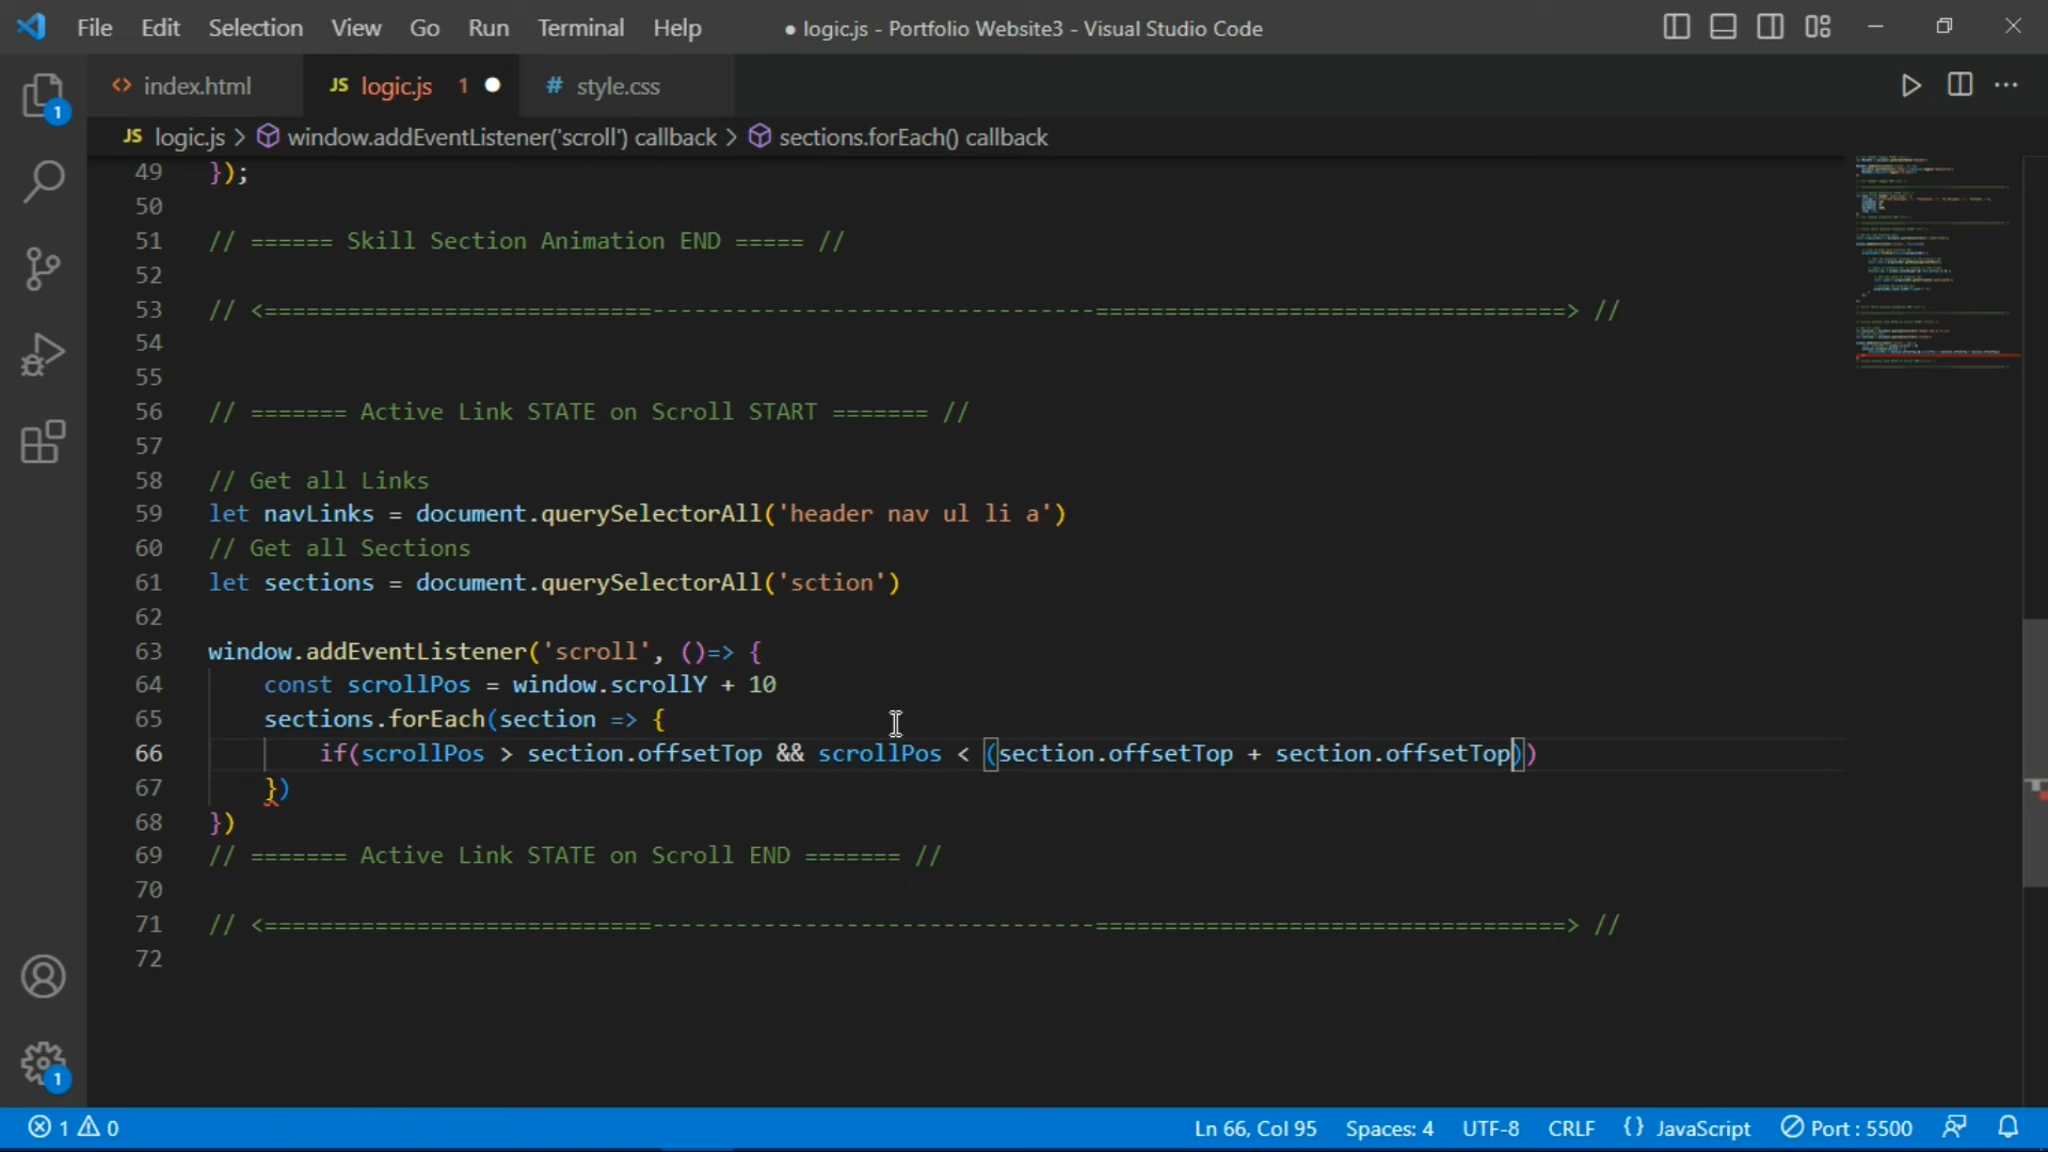 File Edit Selection View Go Run Terminal Help ● logic.js - Portfolio Website3 - Visual Studio Code
index.html JS logic.js 1 # style.css
JS logic.js > window.addEventListener('scroll') callback > sections.forEach() callback
49 });
50
51 // ====== Skill Section Animation END ===== //
52
53 // <============================--------------------------------==================================> //
54
55
56 // ======= Active Link STATE on Scroll START ======= //
57
58 // Get all Links
59 let navLinks = document.querySelectorAll('header nav ul li a')
60 // Get all Sections
61 let sections = document.querySelectorAll('sction')
62
63 window.addEventListener('scroll', ()=> {
64 const scrollPos = window.scrollY + 10
65 sections.forEach(section => {
66 if(scrollPos > section.offsetTop && scrollPos < (section.offsetTop + section.offsetTop))
67 })
68 })
69 // ======= Active Link STATE on Scroll END ======= //
70
71 // <============================--------------------------------==================================> //
72
1
1
1 0 Ln 66, Col 95 Spaces: 4 UTF-8 CRLF {} JavaScript Port : 5500